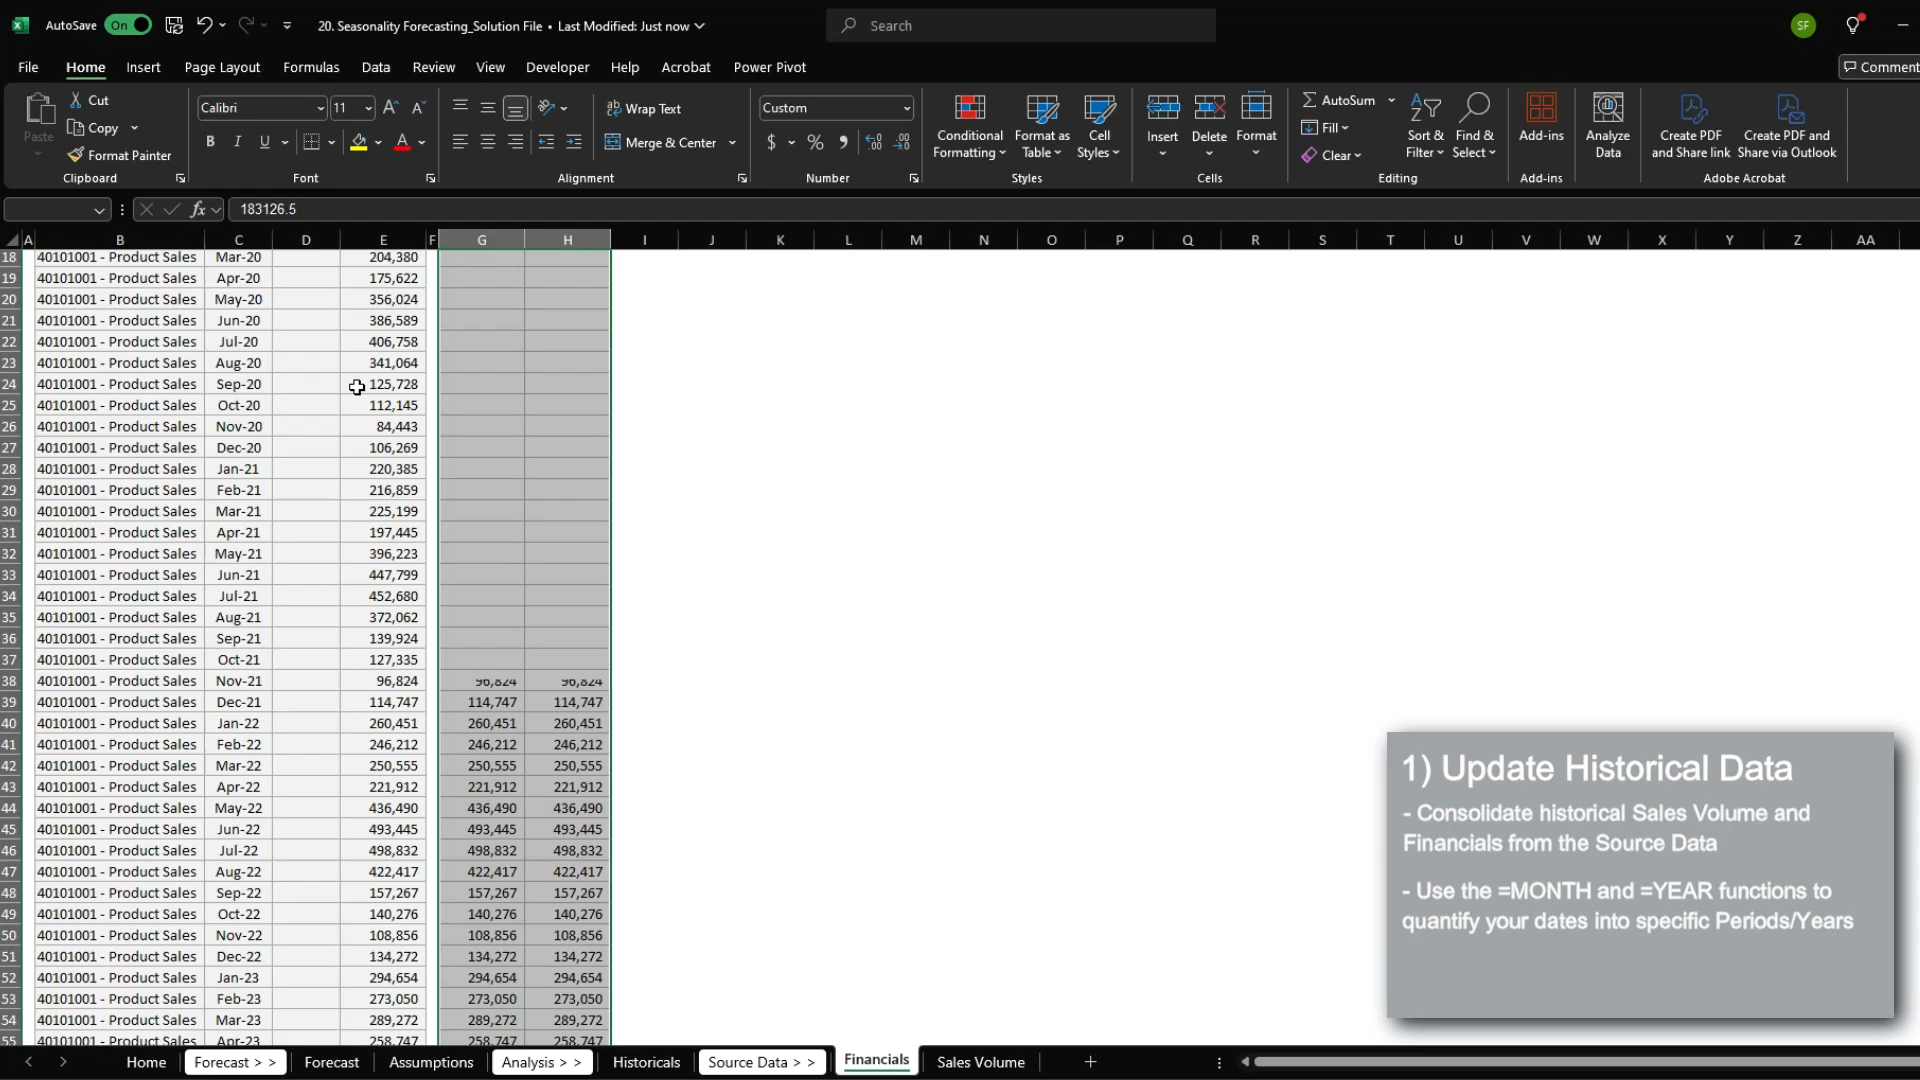 AutoSave On 20. Seasonality Forecasting_Solution File • Last Modified: Just now Search SF
File Home Insert Page Layout Formulas Data Review View Developer Help Acrobat Power Pivot Comment
Paste Cut Copy Format Painter Clipboard
Calibri 11 B I U A Font
Wrap Text Merge & Center Alignment
Custom $ % Number
Conditional Formatting Format as Table Cell Styles Styles
Insert Delete Format Cells
AutoSum Fill Clear Sort & Filter Find & Select Editing
Add-ins Add-ins
Analyze Data
Create PDF and Share link Create PDF and Share via Outlook Adobe Acrobat
fx 183126.5
A B C D E F G H I J K L M N O P Q R S T U V W X Y Z AA
18 40101001 - Product Sales Mar-20 204,380
19 40101001 - Product Sales Apr-20 175,622
20 40101001 - Product Sales May-20 356,024
21 40101001 - Product Sales Jun-20 386,589
22 40101001 - Product Sales Jul-20 406,758
23 40101001 - Product Sales Aug-20 341,064
24 40101001 - Product Sales Sep-20 125,728
25 40101001 - Product Sales Oct-20 112,145
26 40101001 - Product Sales Nov-20 84,443
27 40101001 - Product Sales Dec-20 106,269
28 40101001 - Product Sales Jan-21 220,385
29 40101001 - Product Sales Feb-21 216,859
30 40101001 - Product Sales Mar-21 225,199
31 40101001 - Product Sales Apr-21 197,445
32 40101001 - Product Sales May-21 396,223
33 40101001 - Product Sales Jun-21 447,799
34 40101001 - Product Sales Jul-21 452,680
35 40101001 - Product Sales Aug-21 372,062
36 40101001 - Product Sales Sep-21 139,924
37 40101001 - Product Sales Oct-21 127,335
38 40101001 - Product Sales Nov-21 96,824 96,824 96,824
39 40101001 - Product Sales Dec-21 114,747 114,747 114,747
40 40101001 - Product Sales Jan-22 260,451 260,451 260,451
41 40101001 - Product Sales Feb-22 246,212 246,212 246,212
42 40101001 - Product Sales Mar-22 250,555 250,555 250,555
43 40101001 - Product Sales Apr-22 221,912 221,912 221,912
44 40101001 - Product Sales May-22 436,490 436,490 436,490
45 40101001 - Product Sales Jun-22 493,445 493,445 493,445
46 40101001 - Product Sales Jul-22 498,832 498,832 498,832
47 40101001 - Product Sales Aug-22 422,417 422,417 422,417
48 40101001 - Product Sales Sep-22 157,267 157,267 157,267
49 40101001 - Product Sales Oct-22 140,276 140,276 140,276
50 40101001 - Product Sales Nov-22 108,856 108,856 108,856
51 40101001 - Product Sales Dec-22 134,272 134,272 134,272
52 40101001 - Product Sales Jan-23 294,654 294,654 294,654
53 40101001 - Product Sales Feb-23 273,050 273,050 273,050
54 40101001 - Product Sales Mar-23 289,272 289,272 289,272
55 40101001 - Product Sales Apr-23 258,747 258,747 258,747
1) Update Historical Data
- Consolidate historical Sales Volume and
Financials from the Source Data
- Use the =MONTH and =YEAR functions to
quantify your dates into specific Periods/Years
Home Forecast > > Forecast Assumptions Analysis > > Historicals Source Data > > Financials Sales Volume